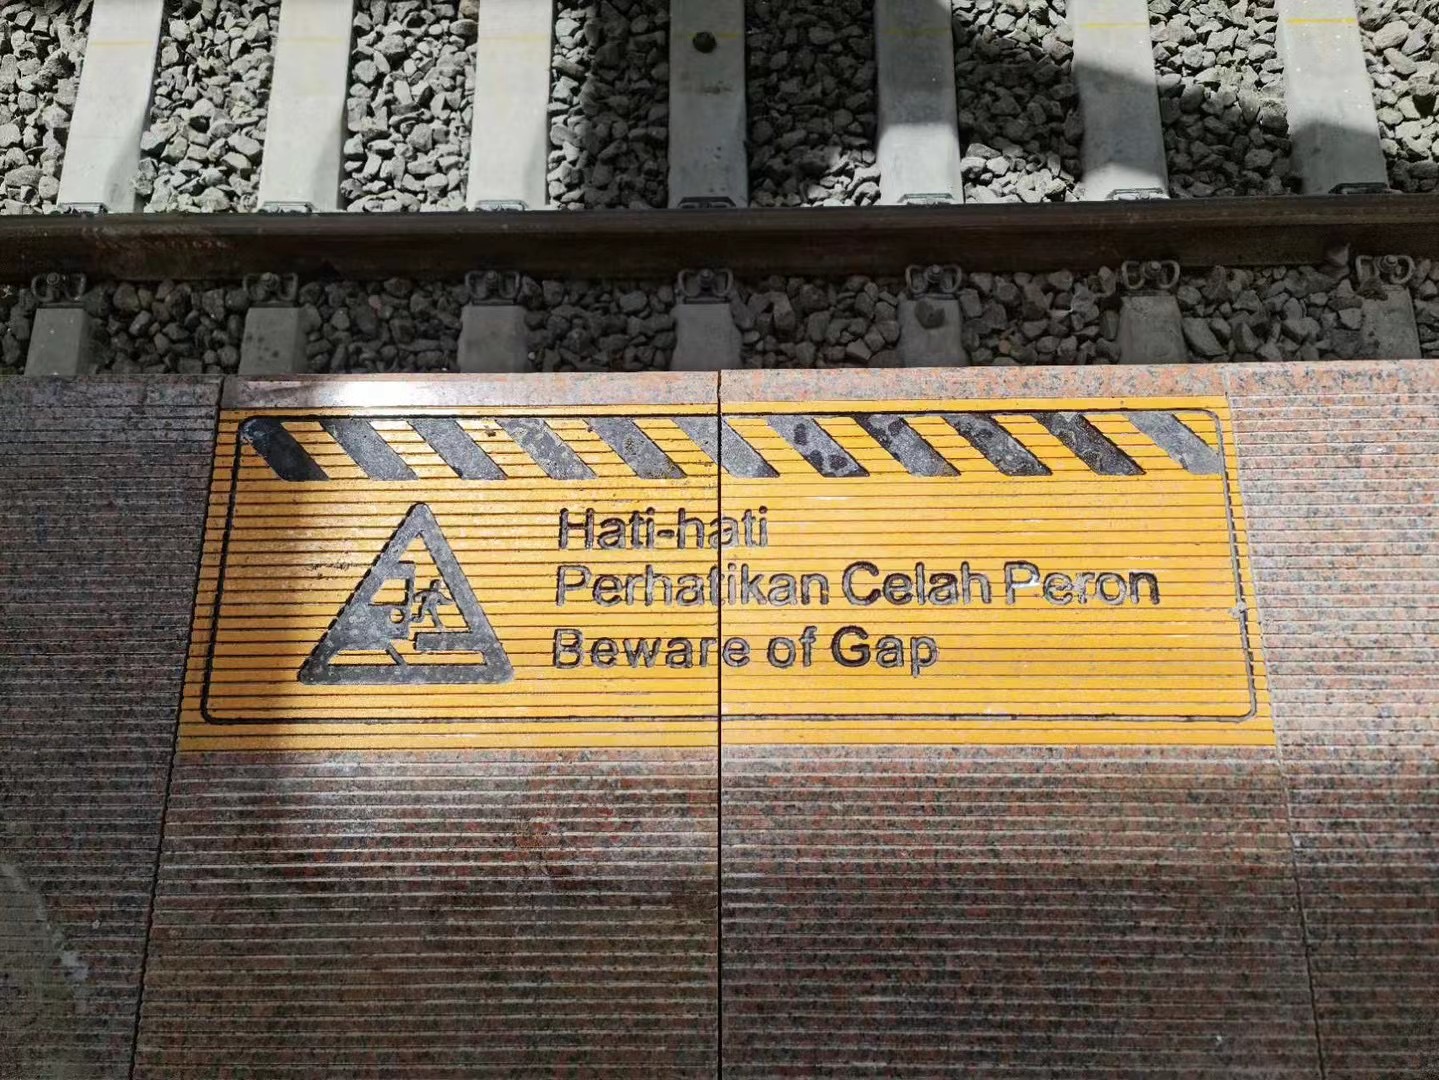 Hati-hati
Perhatikan Celah Peron
Beware of Gap